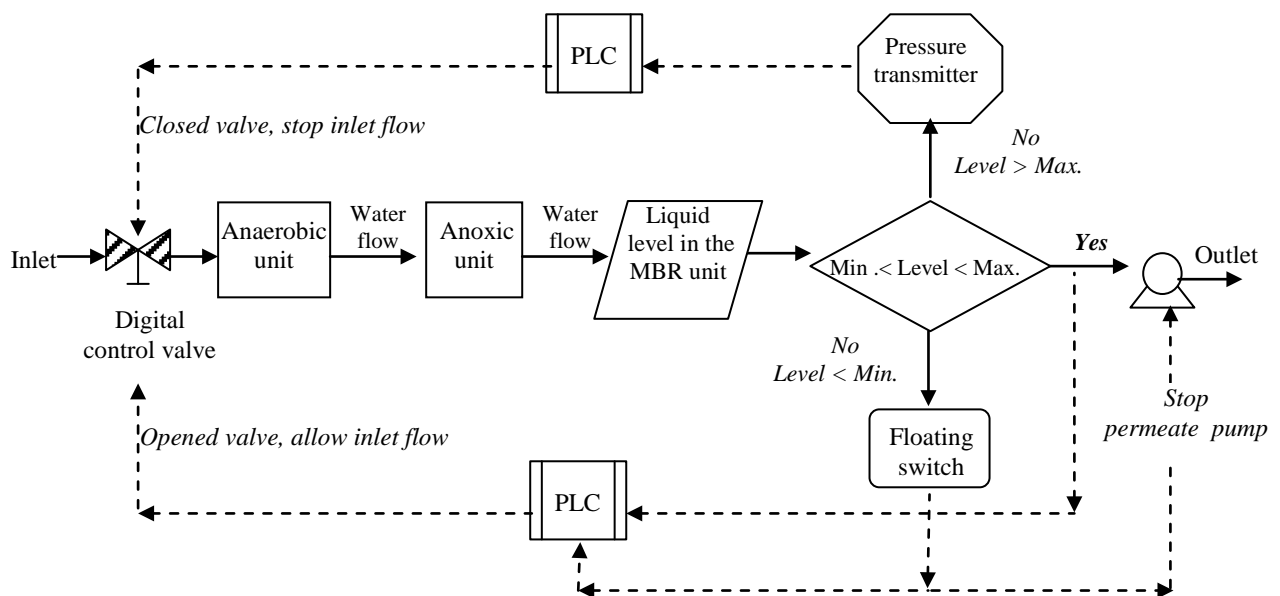 PLC
Pressure
transmitter
Closed valve, stop inlet flow
No
Level > Max.
Inlet
Anaerobic
unit
Water
flow
Anoxic
unit
Water
flow
Liquid
level in the
MBR unit
Min .< Level < Max.
Yes
Outlet
Digital
control valve
No
Level < Min.
Stop
permeate pump
Opened valve, allow inlet flow
Floating
switch
PLC